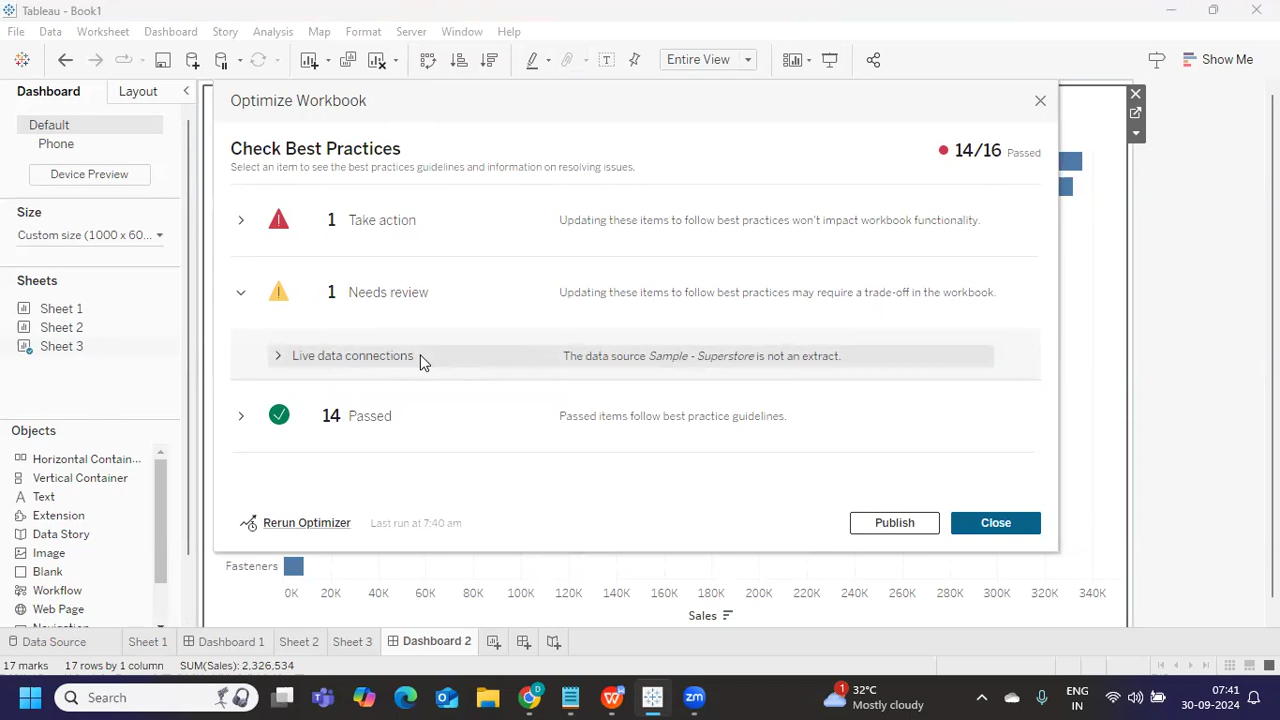 Tableau - Book1
File Data Worksheet Dashboard Story Analysis Map Format Server Window Help
Entire View
Show Me
Dashboard Layout
Default
Phone
Device Preview
Size
Custom size (1000 x 60...
Sheets
Sheet 1
Sheet 2
Sheet 3
Objects
Horizontal Contain...
Vertical Container
Text
Extension
Data Story
Image
Blank
Workflow
Web Page
Optimize Workbook
Check Best Practices
14/16 Passed
Select an item to see the best practices guidelines and information on resolving issues.
1 Take action Updating these items to follow best practices won't impact workbook functionality.
1 Needs review Updating these items to follow best practices may require a trade-off in the workbook.
Live data connections The data source Sample - Superstore is not an extract.
14 Passed Passed items follow best practice guidelines.
Rerun Optimizer Last run at 7:40 am
Publish Close
Fasteners
0K 20K 40K 60K 80K 100K 120K 140K 160K 180K 200K 220K 240K 260K 280K 300K 320K 340K
Sales
Data Source Sheet 1 Dashboard 1 Sheet 2 Sheet 3 Dashboard 2
17 marks 17 rows by 1 column SUM(Sales): 2,326,534
Search
1
32°C
Mostly cloudy
ENG
IN
07:41
30-09-2024